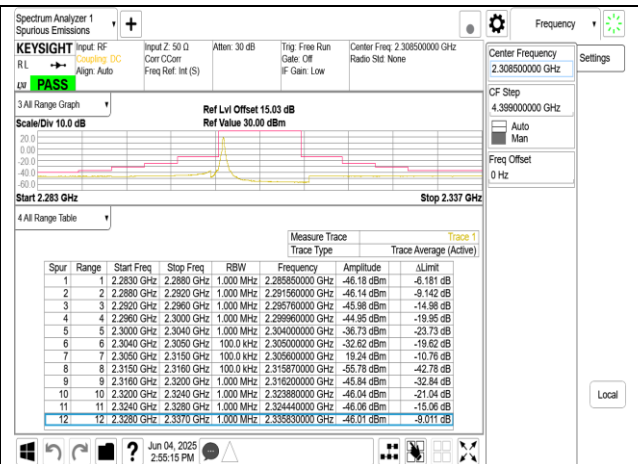 Spectrum Analyzer 1
Spurious Emissions
Frequency
KEYSIGHT
Input: RF
Coupling: DC
Align: Auto
Input Z: 50 Ω
Corr CCorr
Freq Ref: Int (S)
Atten: 30 dB
Trig: Free Run
Gate: Off
IF Gain: Low
Center Freq: 2.308500000 GHz
Radio Std: None
RL
LXI
PASS
Center Frequency
2.308500000 GHz
Settings
CF Step
4.399000000 GHz
Auto
Man
Freq Offset
0 Hz
3 All Range Graph
Scale/Div 10.0 dB
Ref Lvl Offset 15.03 dB
Ref Value 30.00 dBm
20.0
0.00
-20.0
-40.0
-60.0
Start 2.283 GHz
Stop 2.337 GHz
4 All Range Table
Measure Trace Trace 1
Trace Type Trace Average (Active)
Spur Range Start Freq Stop Freq RBW Frequency Amplitude ΔLimit
1 1 2.2830 GHz 2.2880 GHz 1.000 MHz 2.285850000 GHz -46.18 dBm -6.181 dB
2 2 2.2880 GHz 2.2920 GHz 1.000 MHz 2.291560000 GHz -46.14 dBm -9.142 dB
3 3 2.2920 GHz 2.2960 GHz 1.000 MHz 2.295760000 GHz -45.98 dBm -14.98 dB
4 4 2.2960 GHz 2.3000 GHz 1.000 MHz 2.299960000 GHz -44.95 dBm -19.95 dB
5 5 2.3000 GHz 2.3040 GHz 1.000 MHz 2.304000000 GHz -36.73 dBm -23.73 dB
6 6 2.3040 GHz 2.3050 GHz 100.0 kHz 2.305000000 GHz -32.62 dBm -19.62 dB
7 7 2.3050 GHz 2.3150 GHz 100.0 kHz 2.305600000 GHz 19.24 dBm -10.76 dB
8 8 2.3150 GHz 2.3160 GHz 100.0 kHz 2.315870000 GHz -55.78 dBm -42.78 dB
9 9 2.3160 GHz 2.3200 GHz 1.000 MHz 2.316200000 GHz -45.84 dBm -32.84 dB
10 10 2.3200 GHz 2.3240 GHz 1.000 MHz 2.323880000 GHz -46.04 dBm -21.04 dB
11 11 2.3240 GHz 2.3280 GHz 1.000 MHz 2.324440000 GHz -46.06 dBm -15.06 dB
12 12 2.3280 GHz 2.3370 GHz 1.000 MHz 2.335830000 GHz -46.01 dBm -9.011 dB
Local
?
Jun 04, 2025
2:55:15 PM